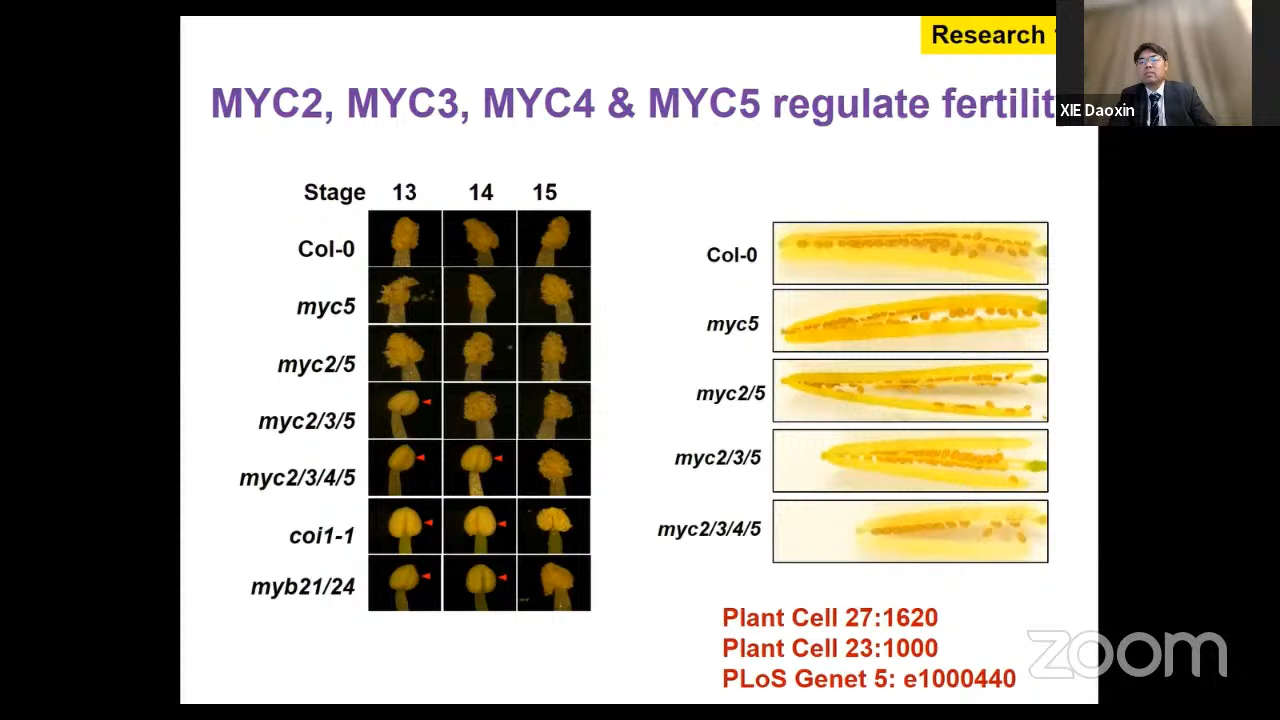 Research
XIE Daoxin
MYC2, MYC3, MYC4 & MYC5 regulate fertilit
Stage 13 14 15
Col-0
myc5
myc2/5
myc2/3/5
myc2/3/4/5
coi1-1
myb21/24
Col-0
myc5
myc2/5
myc2/3/5
myc2/3/4/5
Plant Cell 27:1620
Plant Cell 23:1000
PLoS Genet 5: e1000440
zoom